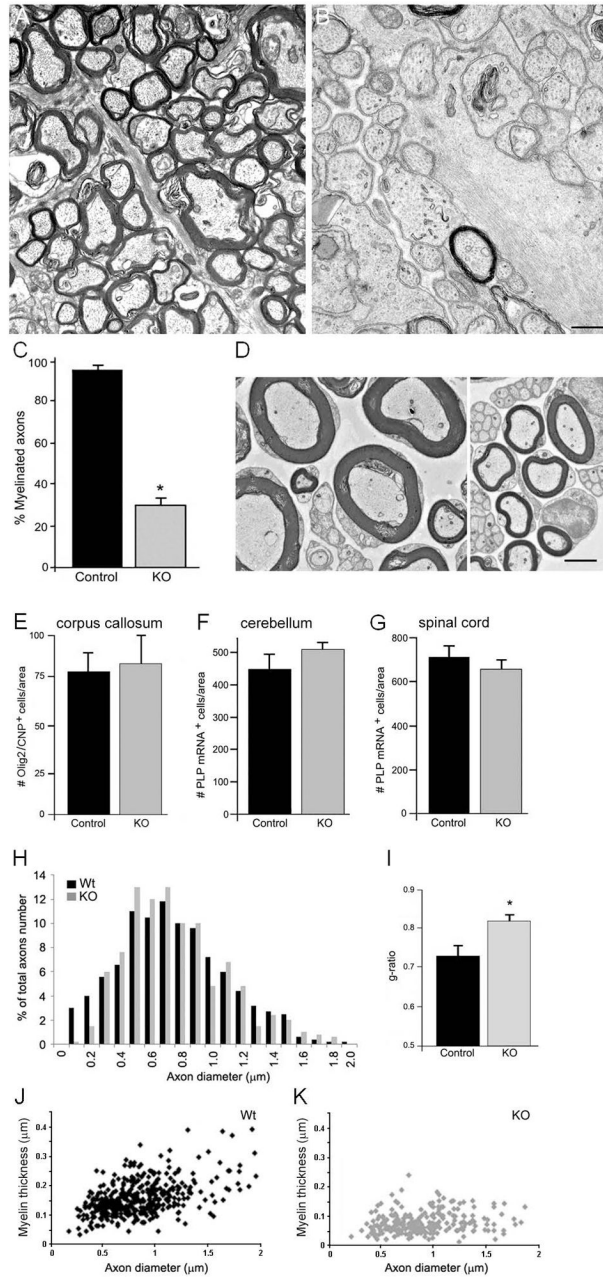 A
B
C
% Myelinated axons
100
80
60
40
20
0
*
Control
KO
D
E
corpus callosum
# Olig2/CNP+ cells/area
100
75
50
25
0
Control
KO
F
cerebellum
# PLP mRNA + cells/area
500
400
300
200
100
0
Control
KO
G
spinal cord
# PLP mRNA + cells/area
800
600
400
200
0
Control
KO
H
% of total axons number
14
12
10
8
6
4
2
0
Wt
KO
0
0.2
0.4
0.6
0.8
1.0
1.2
1.4
1.6
1.8
2.0
Axon diameter (µm)
I
g-ratio
0.9
0.8
0.7
0.6
0.5
*
Control
KO
J
Wt
Myelin thickness (µm)
0.4
0.3
0.2
0.1
0
0
0.5
1
1.5
2
Axon diameter (µm)
K
KO
Myelin thickness (µm)
0.4
0.3
0.2
0.1
0
0
0.5
1
1.5
2
Axon diameter (µm)